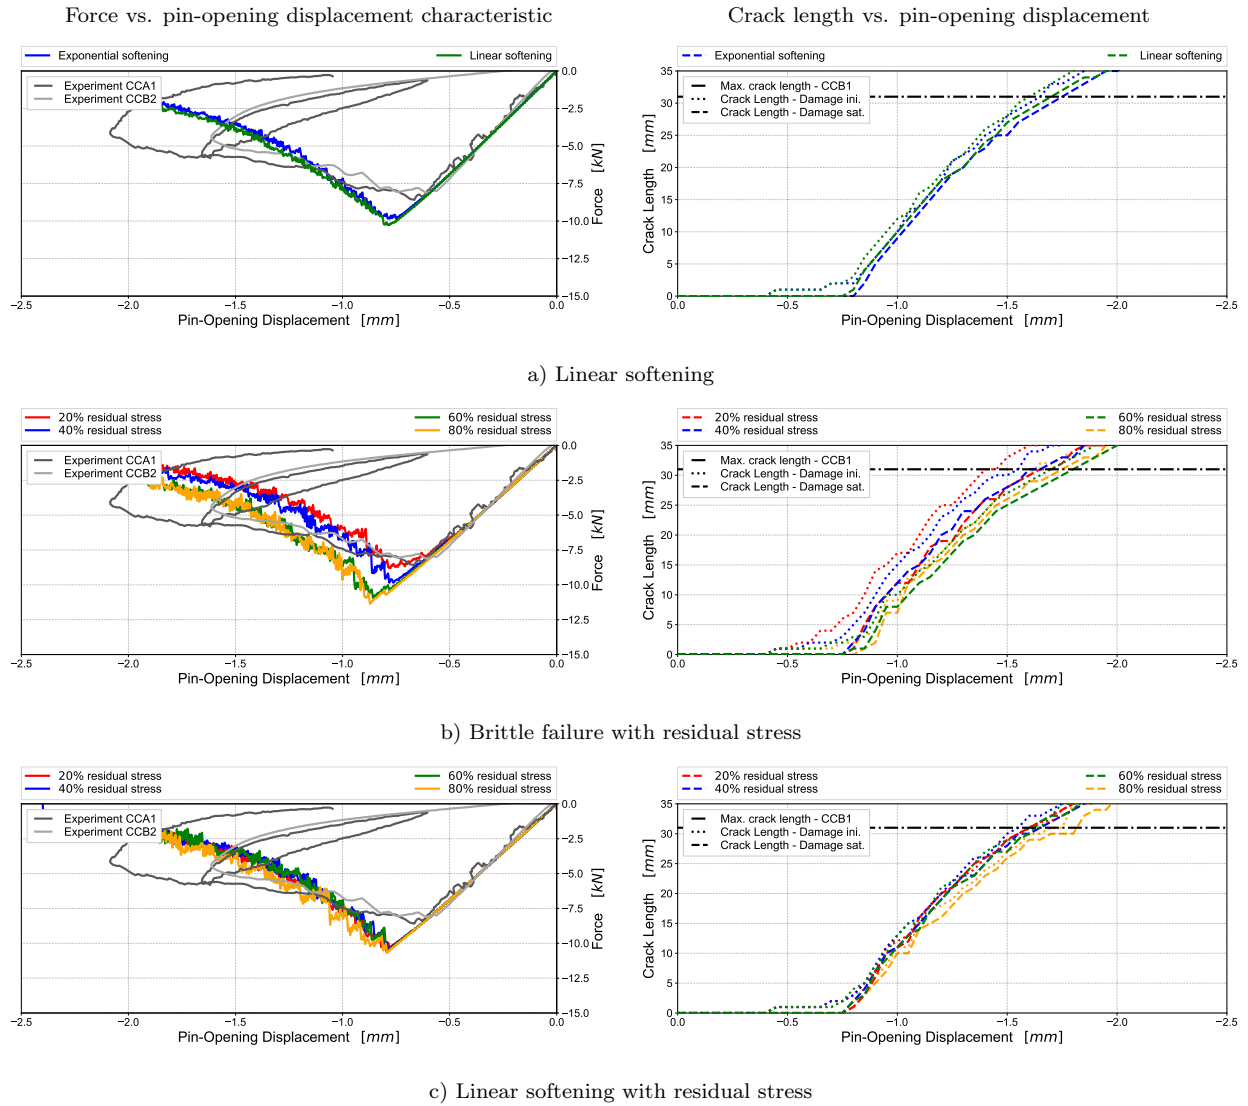 Force vs. pin-opening displacement characteristic
Crack length vs. pin-opening displacement
Exponential softening
Linear softening
Experiment CCA1
Experiment CCB2
0.0
−2.5
−5.0
−7.5
−10.0
−12.5
−15.0
Force [kN]
−2.5
−2.0
−1.5
−1.0
−0.5
0.0
Pin-Opening Displacement [mm]
Exponential softening
Linear softening
Max. crack length - CCB1
Crack Length - Damage ini.
Crack Length - Damage sat.
35
30
25
20
15
10
5
0
Crack Length [mm]
0.0
−0.5
−1.0
−1.5
−2.0
−2.5
Pin-Opening Displacement [mm]
a) Linear softening
20% residual stress
40% residual stress
60% residual stress
80% residual stress
Experiment CCA1
Experiment CCB2
0.0
−2.5
−5.0
−7.5
−10.0
−12.5
−15.0
Force [kN]
−2.5
−2.0
−1.5
−1.0
−0.5
0.0
Pin-Opening Displacement [mm]
20% residual stress
40% residual stress
60% residual stress
80% residual stress
Max. crack length - CCB1
Crack Length - Damage ini.
Crack Length - Damage sat.
35
30
25
20
15
10
5
0
Crack Length [mm]
0.0
−0.5
−1.0
−1.5
−2.0
−2.5
Pin-Opening Displacement [mm]
b) Brittle failure with residual stress
20% residual stress
40% residual stress
60% residual stress
80% residual stress
Experiment CCA1
Experiment CCB2
0.0
−2.5
−5.0
−7.5
−10.0
−12.5
−15.0
Force [kN]
−2.5
−2.0
−1.5
−1.0
−0.5
0.0
Pin-Opening Displacement [mm]
20% residual stress
40% residual stress
60% residual stress
80% residual stress
Max. crack length - CCB1
Crack Length - Damage ini.
Crack Length - Damage sat.
35
30
25
20
15
10
5
0
Crack Length [mm]
0.0
−0.5
−1.0
−1.5
−2.0
−2.5
Pin-Opening Displacement [mm]
c) Linear softening with residual stress